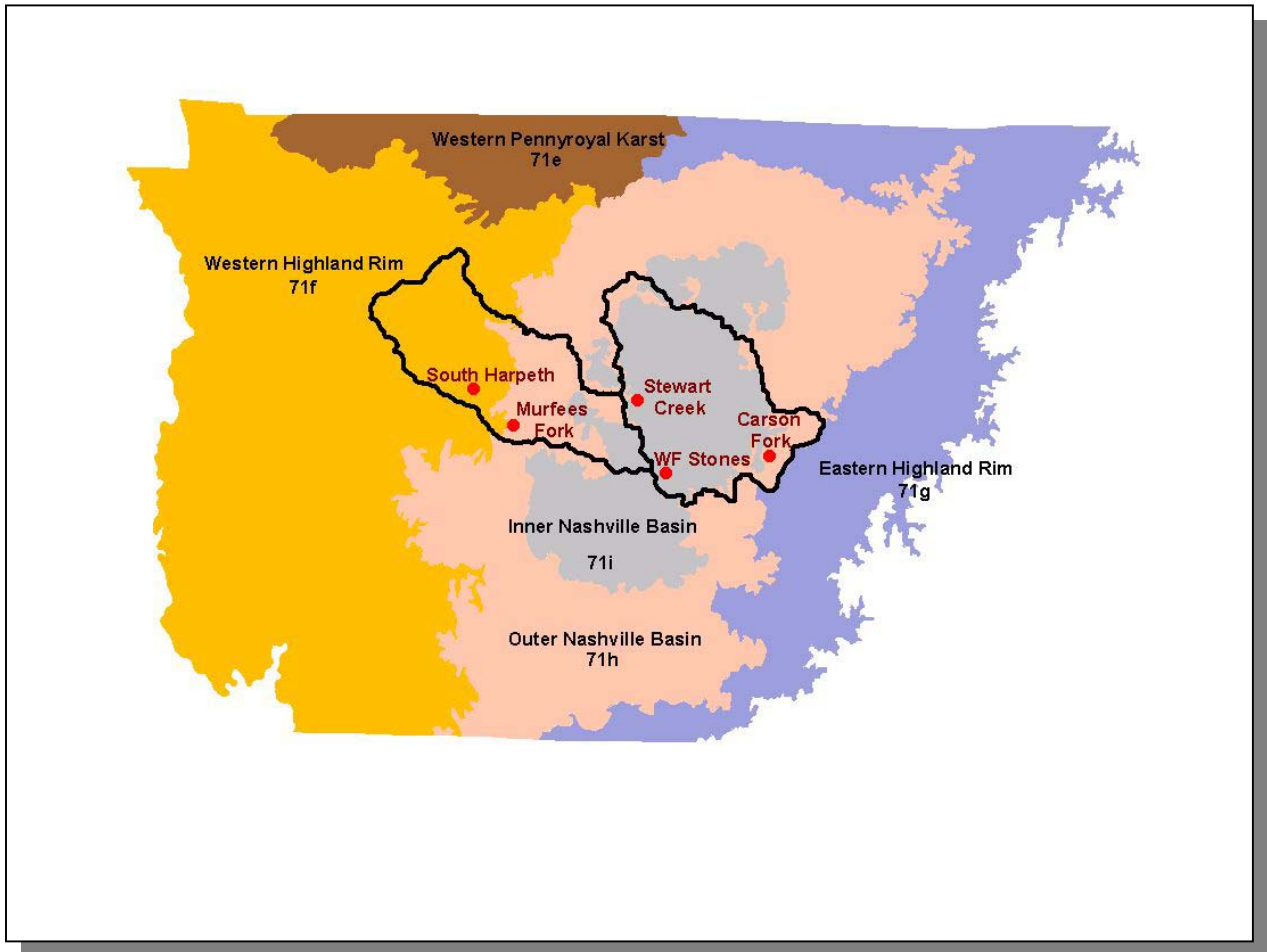 Western Pennyroyal Karst
71e
Western Highland Rim
71f
South Harpeth
Murfees
Fork
Stewart
Creek
Carson
Fork
WF Stones
Eastern Highland Rim
71g
Inner Nashville Basin
71i
Outer Nashville Basin
71h